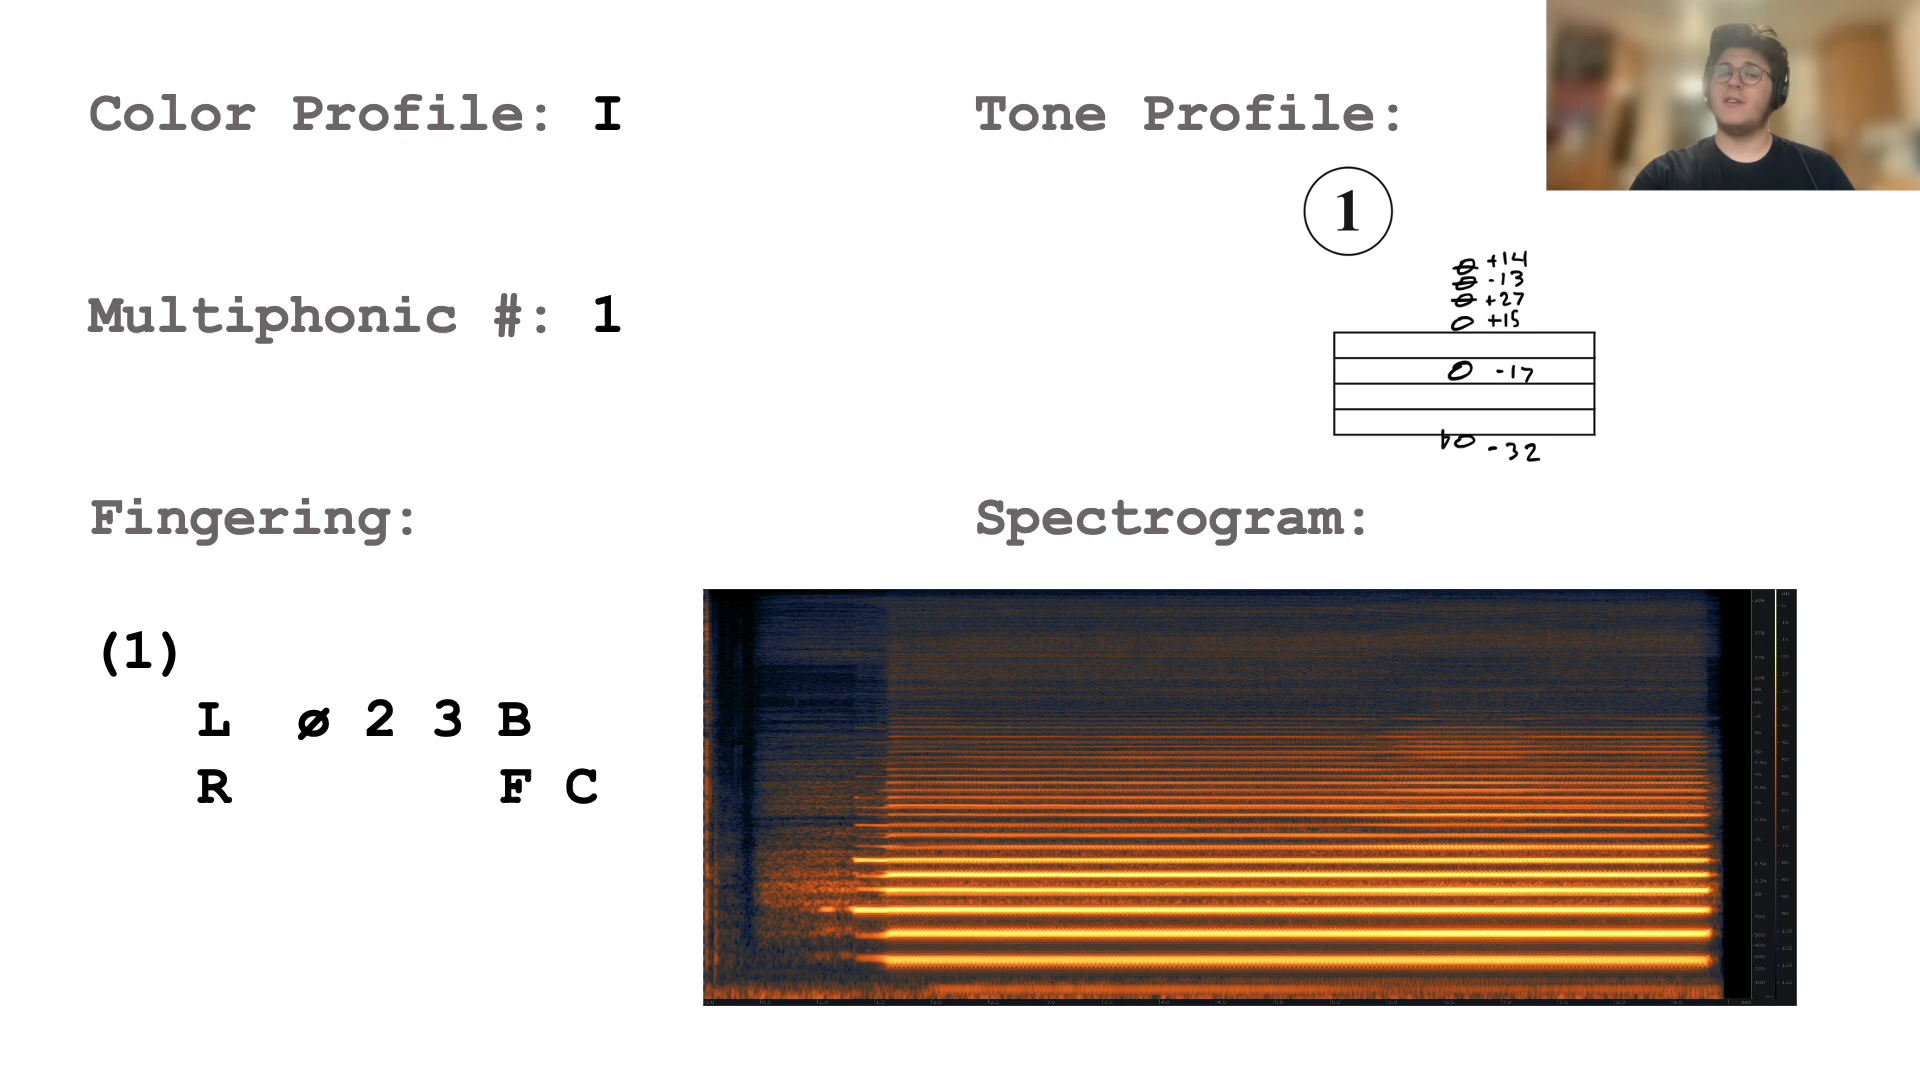 Color Profile: I
Tone Profile:
1
+14
-13
+27
+15
-17
♭ -32
Multiphonic #: 1
Fingering:
(1)
L ø 2 3 B
R F C
Spectrogram: